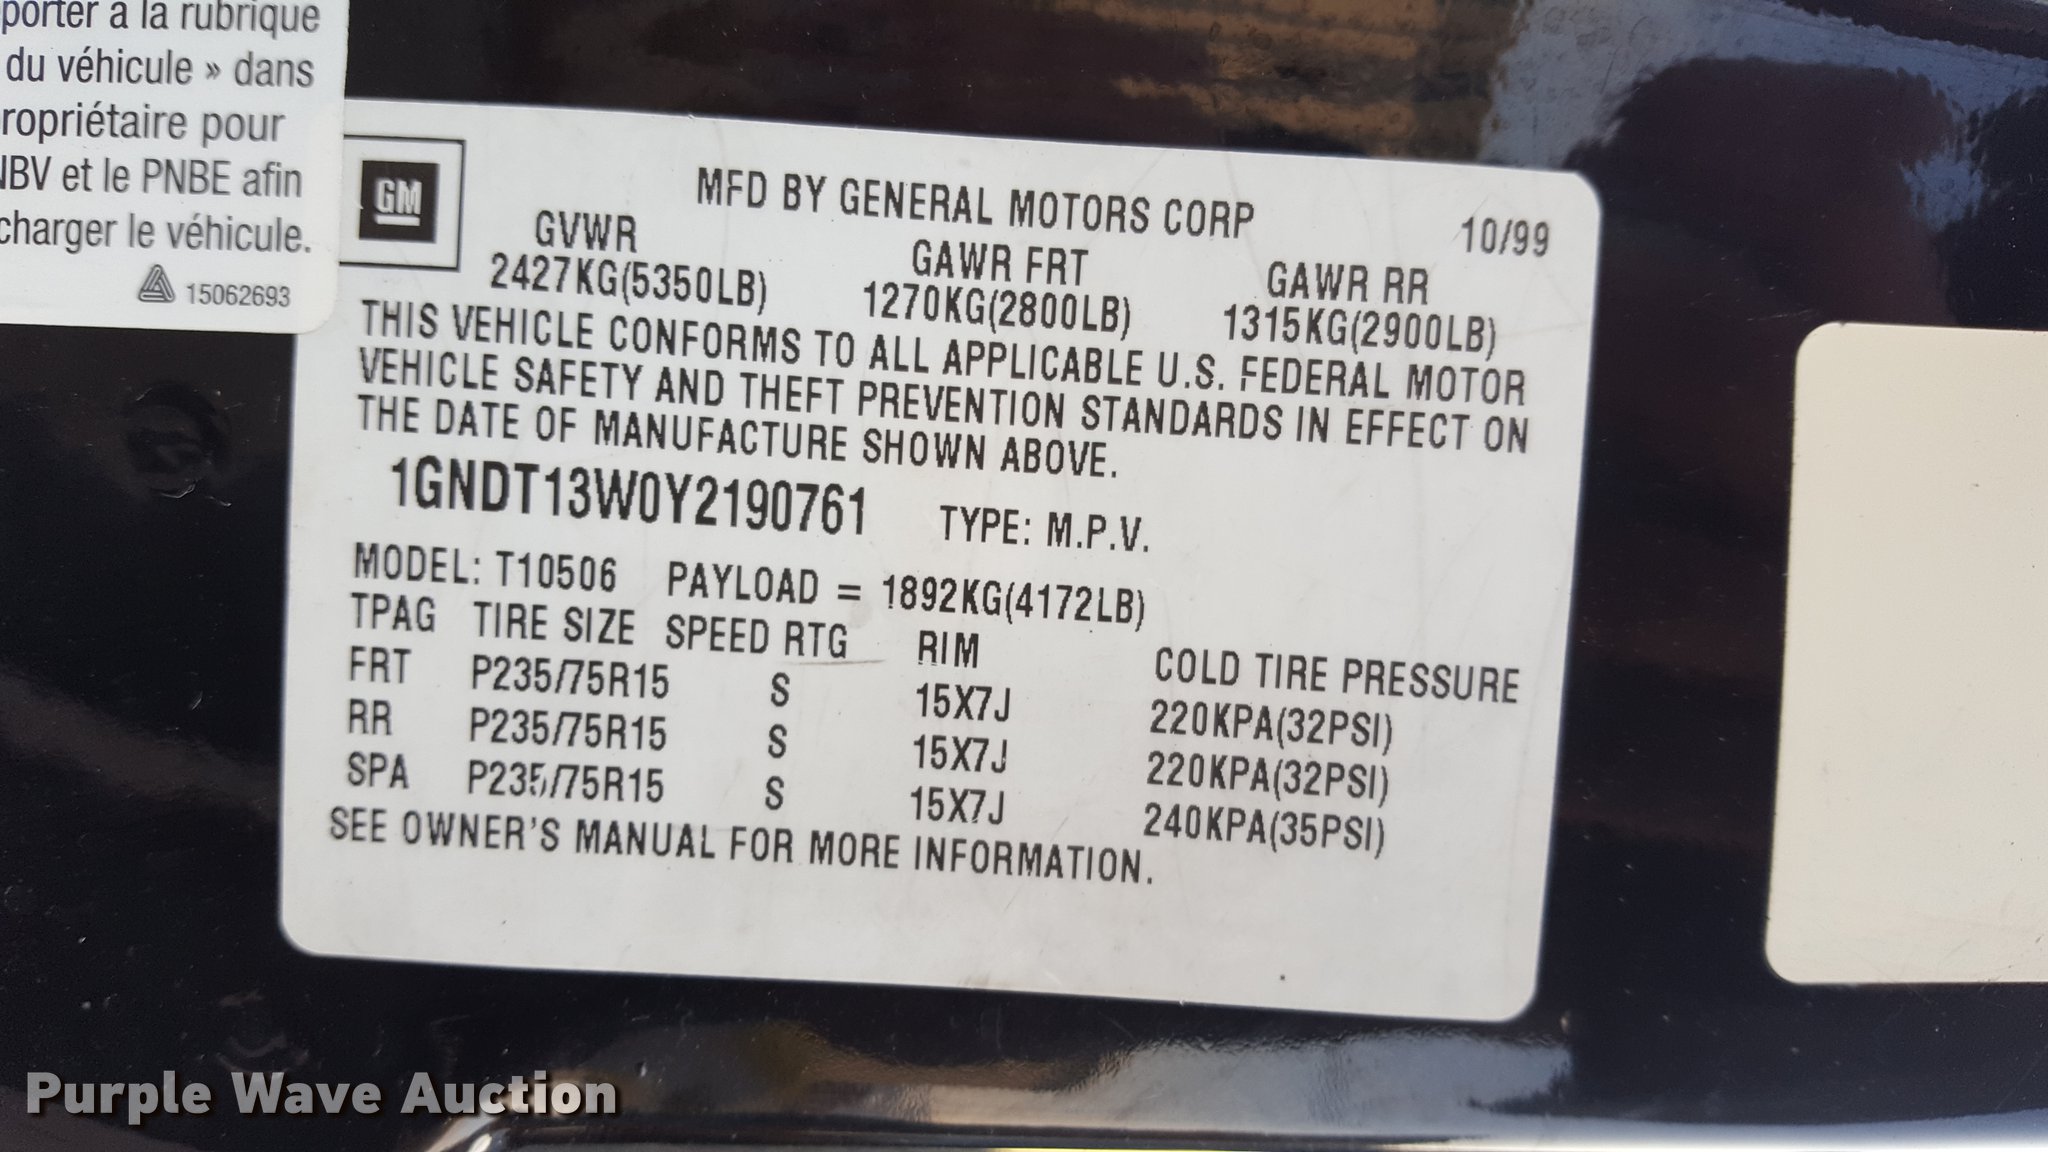 porter à la rubrique
du véhicule » dans
ropriétaire pour
NBV et le PNBE afin
charger le véhicule.
15062693
GM
MFD BY GENERAL MOTORS CORP 10/99
GVWR GAWR FRT GAWR RR
2427KG(5350LB) 1270KG(2800LB) 1315KG(2900LB)
THIS VEHICLE CONFORMS TO ALL APPLICABLE U.S. FEDERAL MOTOR
VEHICLE SAFETY AND THEFT PREVENTION STANDARDS IN EFFECT ON
THE DATE OF MANUFACTURE SHOWN ABOVE.
1GNDT13W0Y2190761 TYPE: M.P.V.
MODEL: T10506 PAYLOAD = 1892KG(4172LB)
TPAG TIRE SIZE SPEED RTG RIM COLD TIRE PRESSURE
FRT P235/75R15 S 15X7J 220KPA(32PSI)
RR P235/75R15 S 15X7J 220KPA(32PSI)
SPA P235/75R15 S 15X7J 240KPA(35PSI)
SEE OWNER'S MANUAL FOR MORE INFORMATION.
Purple Wave Auction